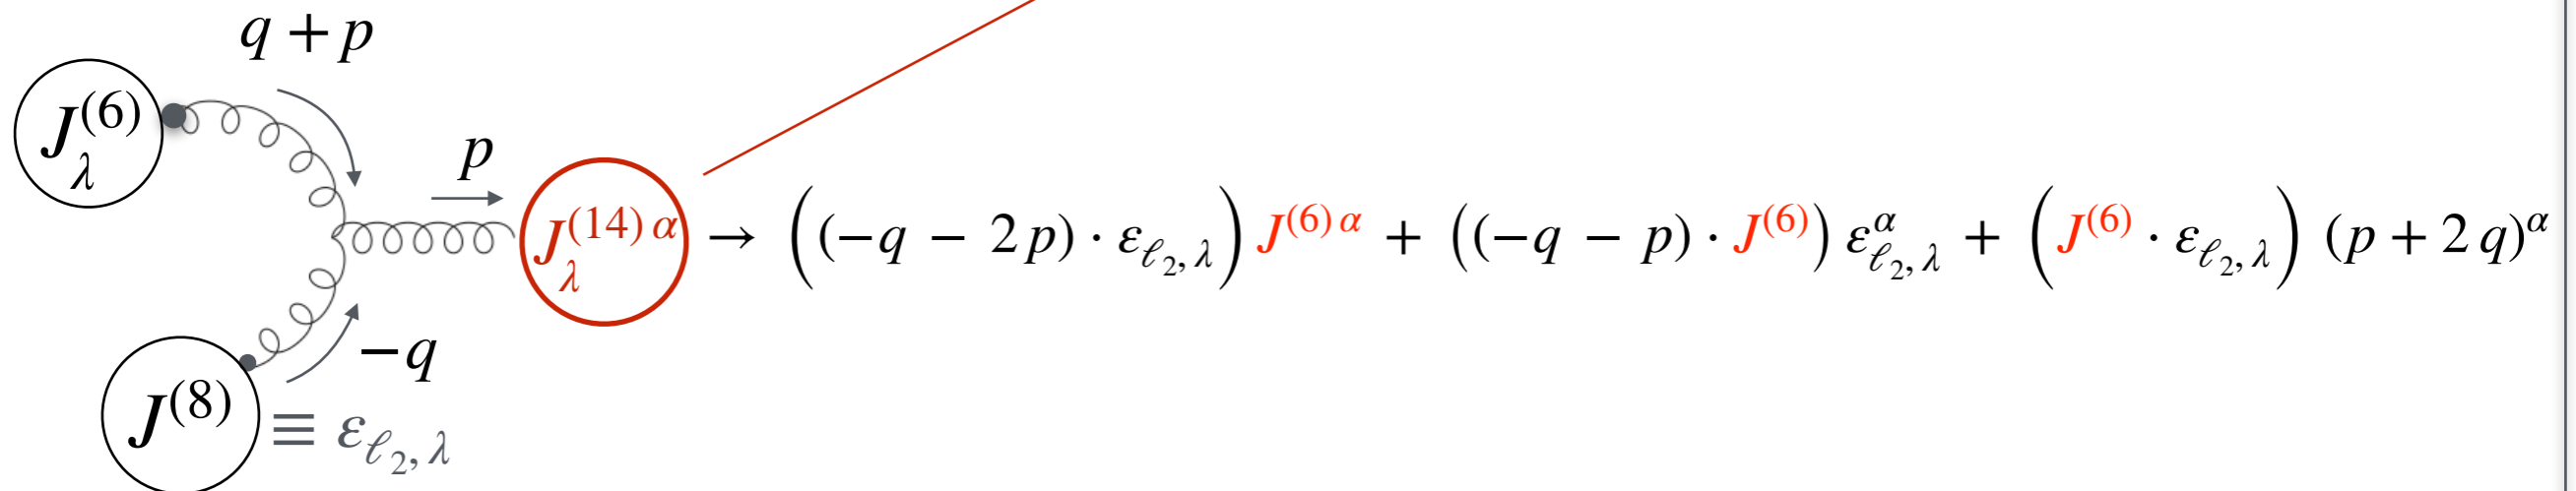 q + p
J_λ^(6)
p
J_λ^(14) α → ((−q − 2p) · ε_{ℓ_2, λ}) J^(6) α + ((−q − p) · J^(6)) ε^α_{ℓ_2, λ} + (J^(6) · ε_{ℓ_2, λ}) (p + 2q)^α
−q
J^(8) ≡ ε_{ℓ_2, λ}